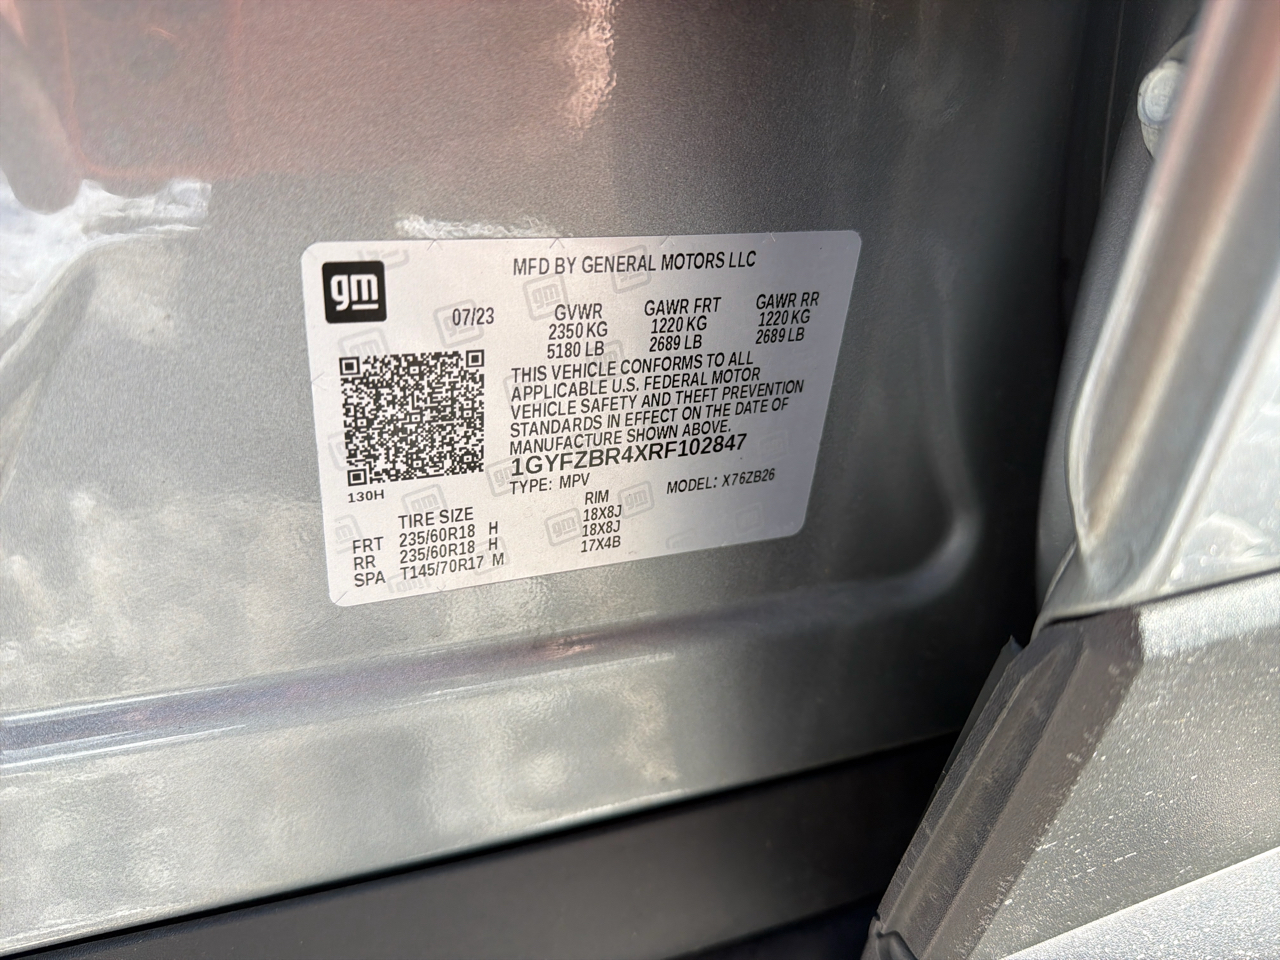 gm
MFD BY GENERAL MOTORS LLC
07/23
GVWR GAWR FRT GAWR RR
2350 KG 1220 KG 1220 KG
5180 LB 2689 LB 2689 LB
THIS VEHICLE CONFORMS TO ALL
APPLICABLE U.S. FEDERAL MOTOR
VEHICLE SAFETY AND THEFT PREVENTION
STANDARDS IN EFFECT ON THE DATE OF
MANUFACTURE SHOWN ABOVE.
1GYFZBR4XRF102847
TYPE: MPV MODEL: X76ZB26
130H
TIRE SIZE RIM
FRT 235/60R18 H 18X8J
RR 235/60R18 H 18X8J
SPA T145/70R17 M 17X4B